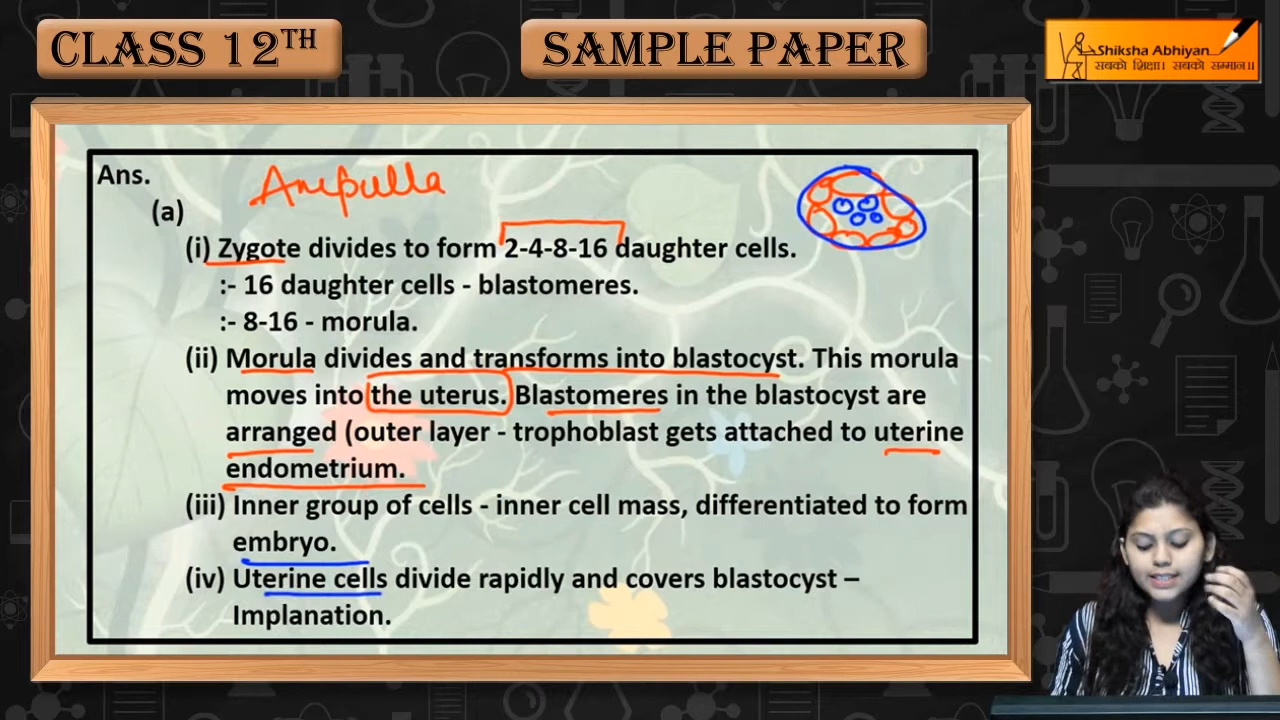 CLASS 12TH
SAMPLE PAPER
Shiksha Abhiyan
सबको शिक्षा। सबको सम्मान।।
Ans.
Ampulla
(a)
(i) Zygote divides to form 2-4-8-16 daughter cells.
:- 16 daughter cells - blastomeres.
:- 8-16 - morula.
(ii) Morula divides and transforms into blastocyst. This morula
moves into the uterus. Blastomeres in the blastocyst are
arranged (outer layer - trophoblast gets attached to uterine
endometrium.
(iii) Inner group of cells - inner cell mass, differentiated to form
embryo.
(iv) Uterine cells divide rapidly and covers blastocyst –
Implanation.